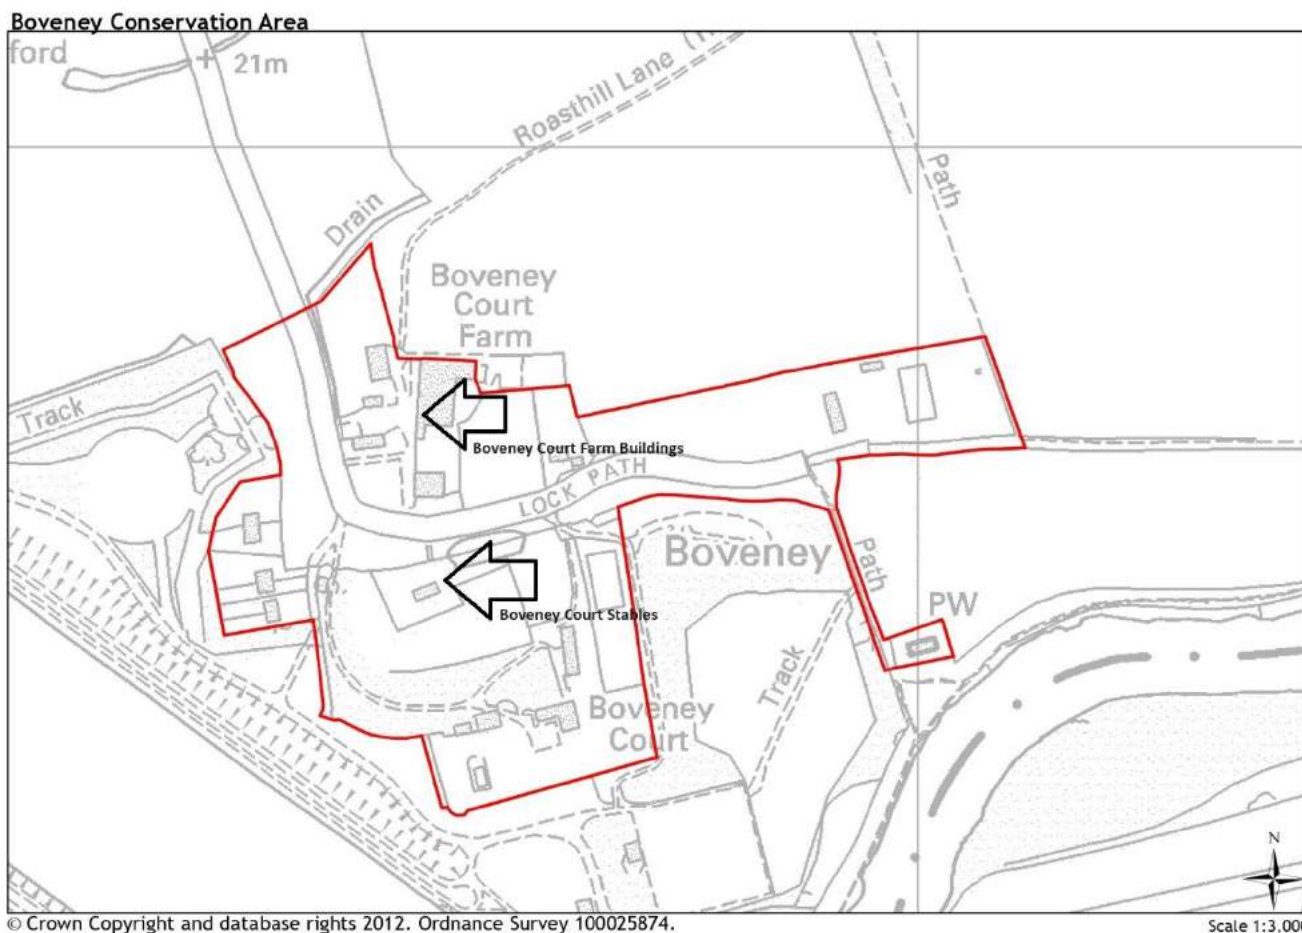 Boveney Conservation Area
ford
21m
Roasthill Lane
Path
Drain
Boveney
Court
Farm
Track
Boveney Court Farm Buildings
LOCK PATH
Boveney
Path
Boveney Court Stables
PW
Track
Boveney
Court
N
© Crown Copyright and database rights 2012. Ordnance Survey 100025874.
Scale 1:3,000